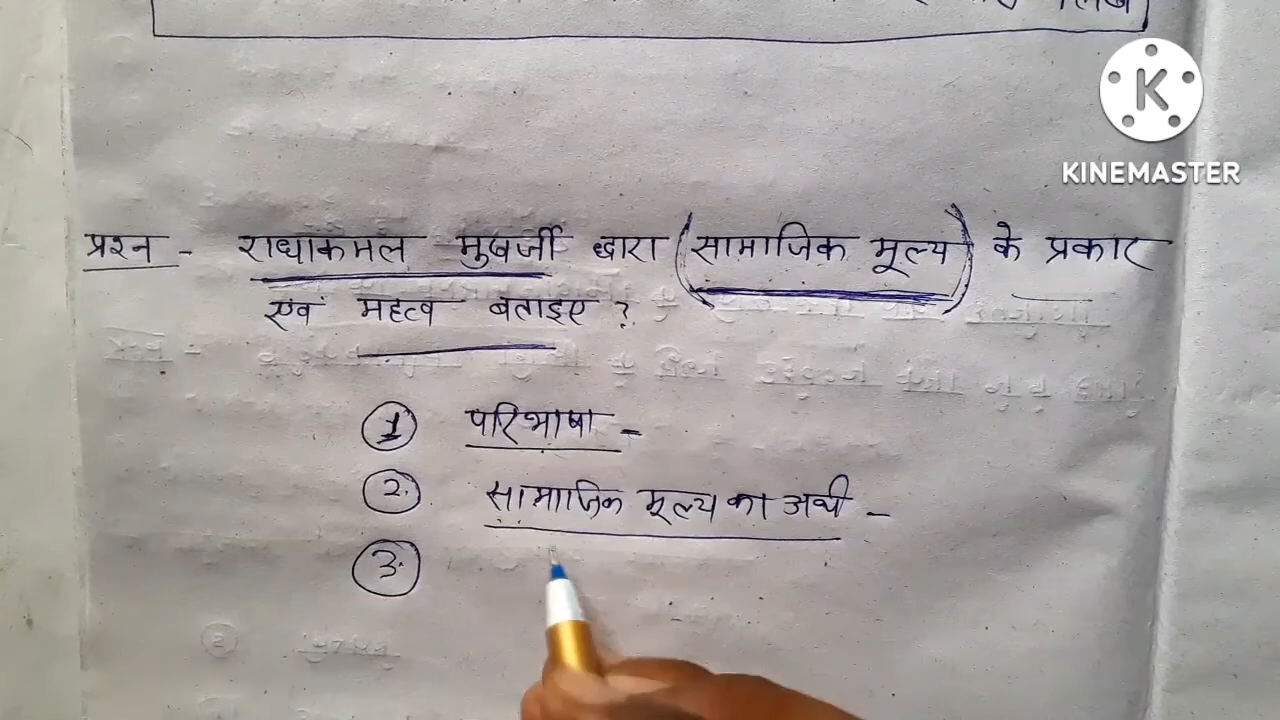 लिख
K
KINEMASTER
प्रश्न - राधाकमल मुखर्जी द्वारा (सामाजिक मूल्य) के प्रकार
एवं महत्व बताइए ?
1 परिभाषा -
2. सामाजिक मूल्य का अर्थ -
3.